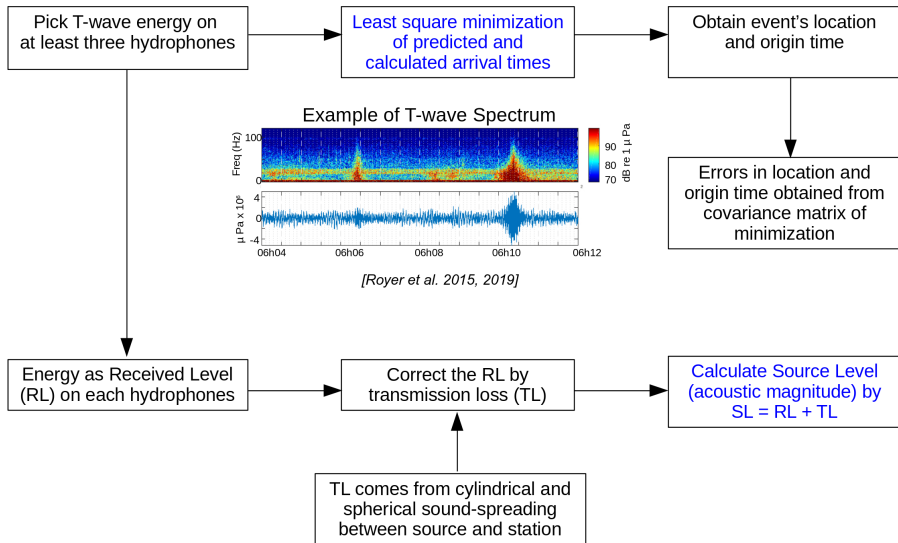 Pick T-wave energy on
at least three hydrophones
Least square minimization
of predicted and
calculated arrival times
Obtain event's location
and origin time
Example of T-wave Spectrum
Freq (Hz)
100
0
90
80
70
dB re 1 μ Pa
μ Pa x 10⁶
4
0
-4
06h04
06h06
06h08
06h10
06h12
[Royer et al. 2015, 2019]
Errors in location and
origin time obtained from
covariance matrix of
minimization
Energy as Received Level
(RL) on each hydrophones
Correct the RL by
transmission loss (TL)
Calculate Source Level
(acoustic magnitude) by
SL = RL + TL
TL comes from cylindrical and
spherical sound-spreading
between source and station